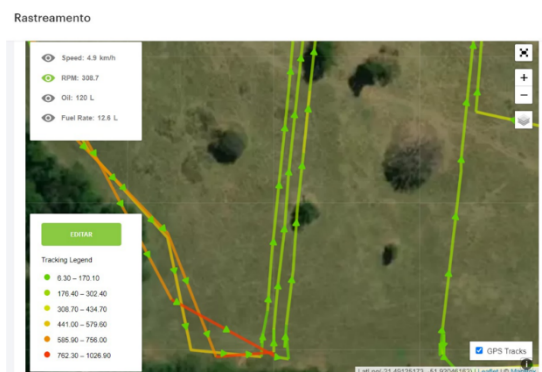 Rastreamento
Speed: 4.9 km/h
RPM: 308.7
Oil: 120 L
Fuel Rate: 12.6 L
+
−
EDITAR
Tracking Legend
6.30 – 170.10
176.40 – 302.40
308.70 – 434.70
441.00 – 579.60
585.90 – 756.00
762.30 – 1026.90
GPS Tracks